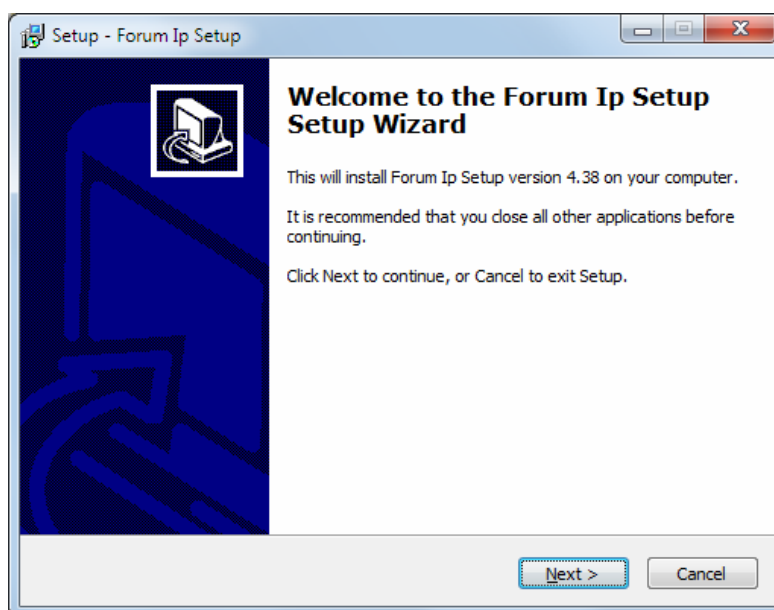 Setup - Forum Ip Setup
Welcome to the Forum Ip Setup
Setup Wizard
This will install Forum Ip Setup version 4.38 on your computer.
It is recommended that you close all other applications before
continuing.
Click Next to continue, or Cancel to exit Setup.
Next >
Cancel